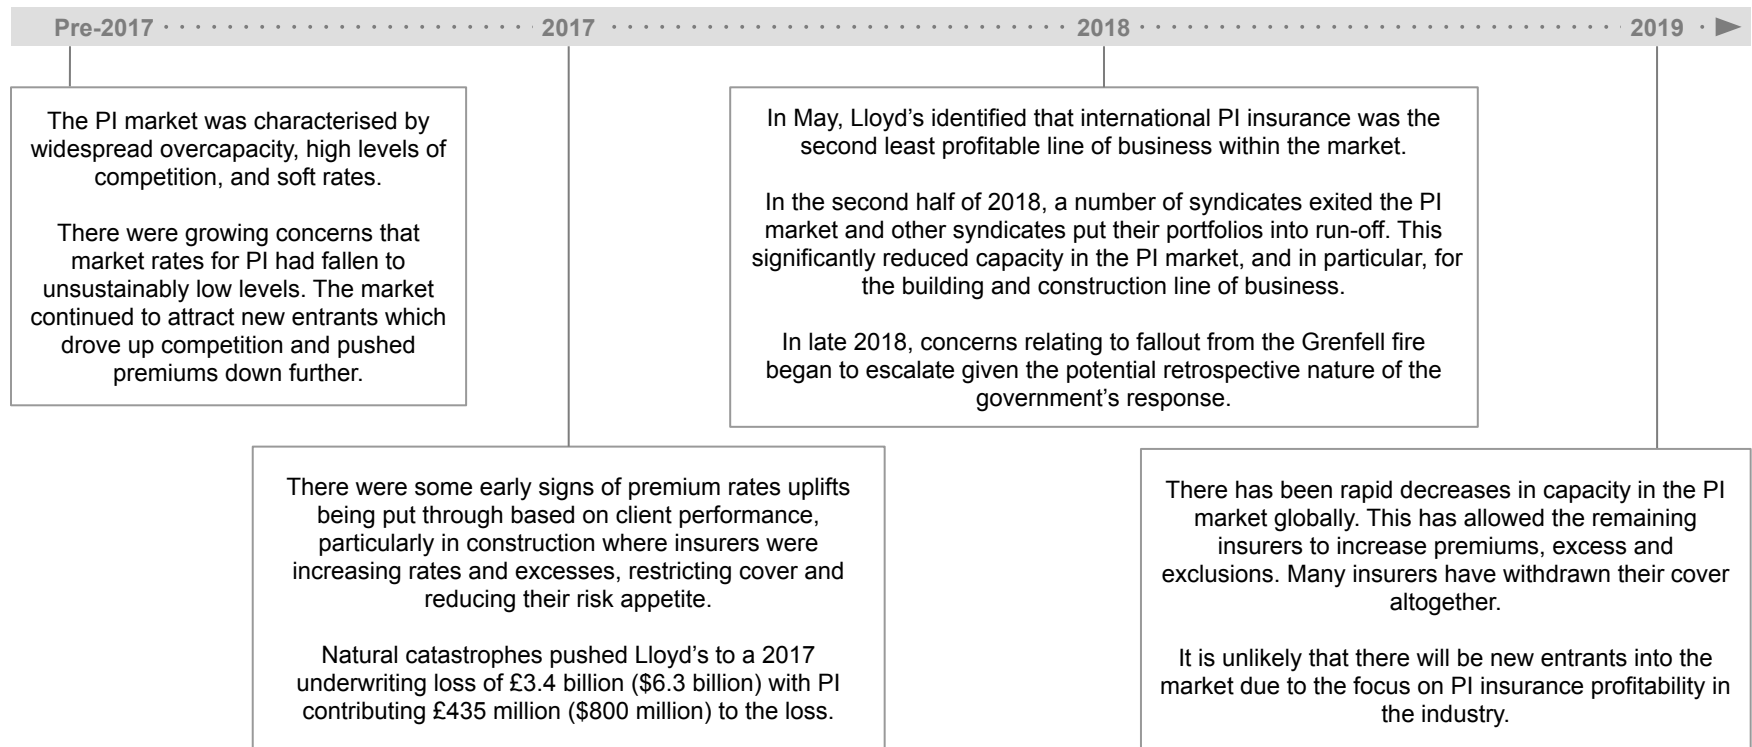 Pre-2017
2017
2018
2019
The PI market was characterised by
widespread overcapacity, high levels of
competition, and soft rates.
There were growing concerns that
market rates for PI had fallen to
unsustainably low levels. The market
continued to attract new entrants which
drove up competition and pushed
premiums down further.
There were some early signs of premium rates uplifts
being put through based on client performance,
particularly in construction where insurers were
increasing rates and excesses, restricting cover and
reducing their risk appetite.
Natural catastrophes pushed Lloyd’s to a 2017
underwriting loss of £3.4 billion ($6.3 billion) with PI
contributing £435 million ($800 million) to the loss.
In May, Lloyd’s identified that international PI insurance was the
second least profitable line of business within the market.
In the second half of 2018, a number of syndicates exited the PI
market and other syndicates put their portfolios into run-off. This
significantly reduced capacity in the PI market, and in particular, for
the building and construction line of business.
In late 2018, concerns relating to fallout from the Grenfell fire
began to escalate given the potential retrospective nature of the
government’s response.
There has been rapid decreases in capacity in the PI
market globally. This has allowed the remaining
insurers to increase premiums, excess and
exclusions. Many insurers have withdrawn their cover
altogether.
It is unlikely that there will be new entrants into the
market due to the focus on PI insurance profitability in
the industry.